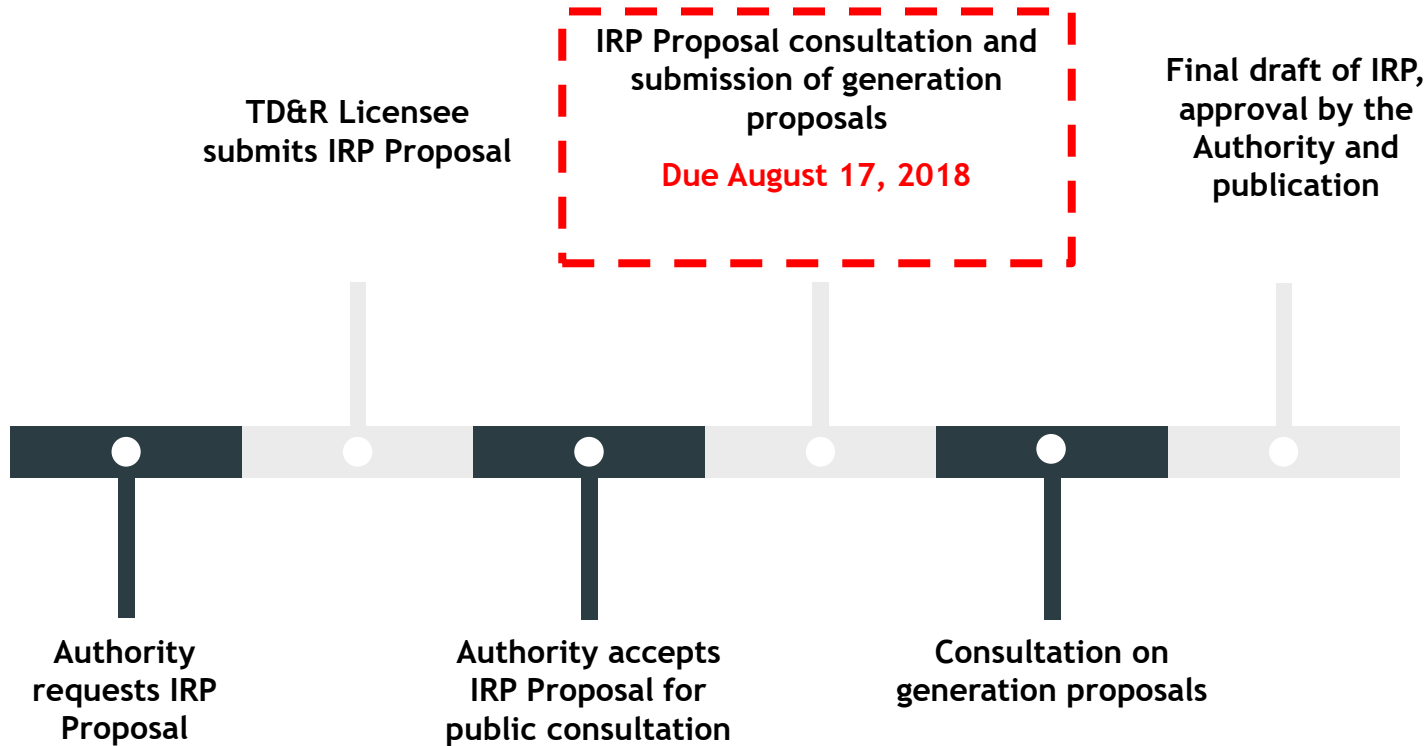 IRP Proposal consultation and
submission of generation
proposals
Due August 17, 2018
Final draft of IRP,
approval by the
Authority and
publication
TD&R Licensee
submits IRP Proposal
Authority
requests IRP
Proposal
Authority accepts
IRP Proposal for
public consultation
Consultation on
generation proposals